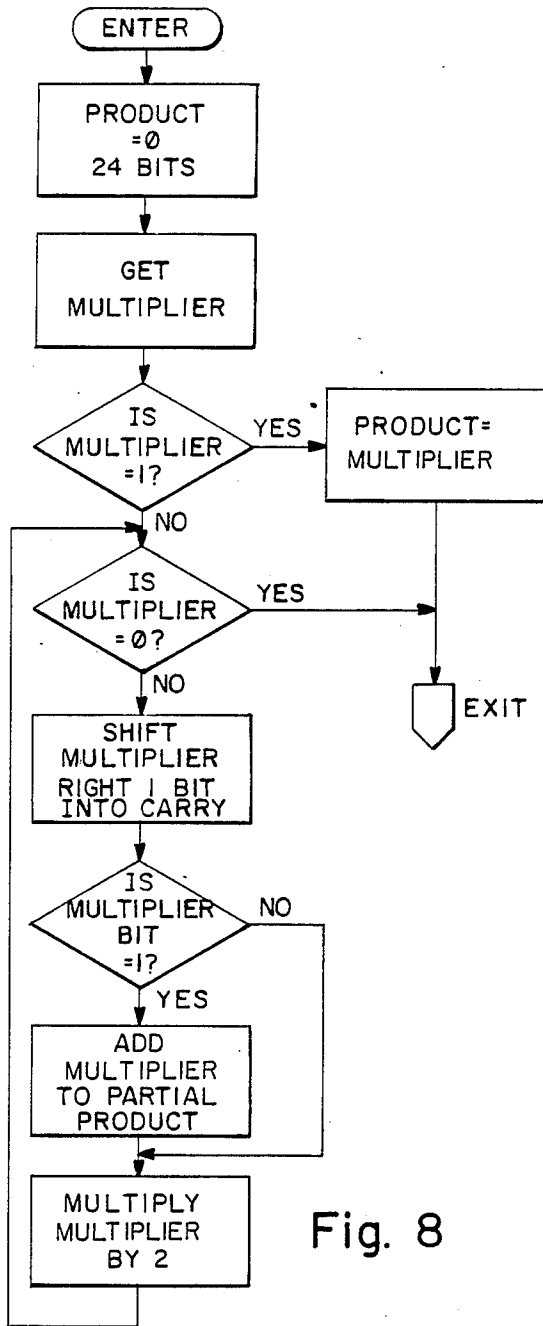 ENTER
PRODUCT
=0
24 BITS
GET
MULTIPLIER
IS
MULTIPLIER
=1?
YES
PRODUCT=
MULTIPLIER
NO
IS
MULTIPLIER
=0?
YES
NO
EXIT
SHIFT
MULTIPLIER
RIGHT 1 BIT
INTO CARRY
IS
MULTIPLIER
BIT
=1?
NO
YES
ADD
MULTIPLIER
TO PARTIAL
PRODUCT
MULTIPLY
MULTIPLIER
BY 2
Fig. 8